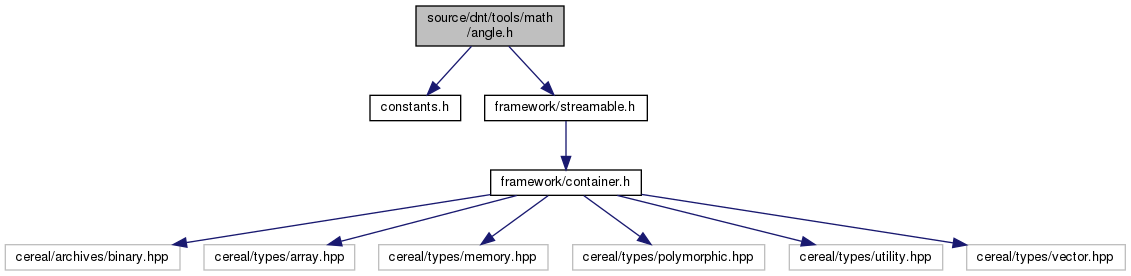 source/dnt/tools/math
/angle.h
constants.h
framework/streamable.h
framework/container.h
cereal/archives/binary.hpp
cereal/types/array.hpp
cereal/types/memory.hpp
cereal/types/polymorphic.hpp
cereal/types/utility.hpp
cereal/types/vector.hpp